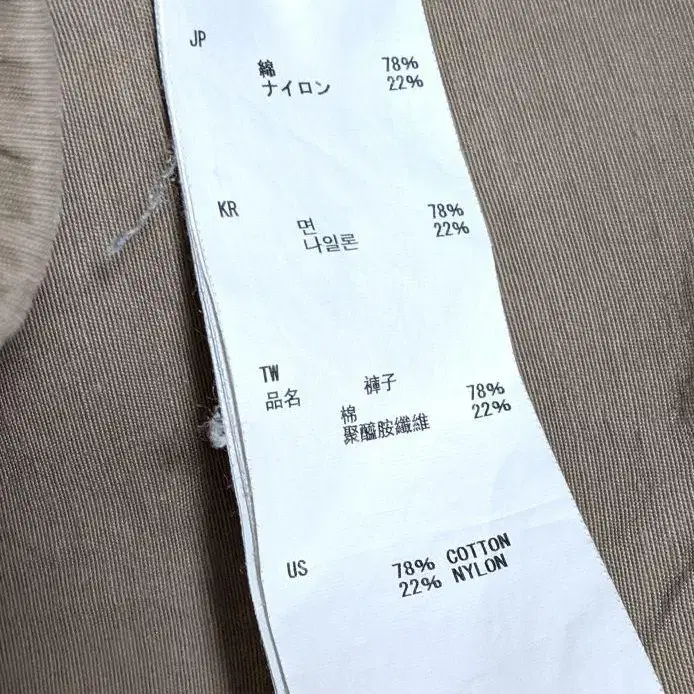 JP
綿 78%
ナイロン 22%
KR
면 78%
나일론 22%
TW
品名 褲子
棉 78%
聚醯胺纖維 22%
US 78% COTTON
22% NYLON